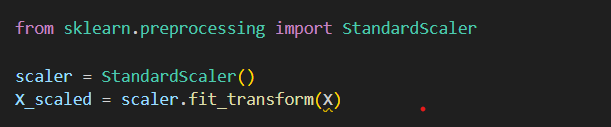 from sklearn.preprocessing import StandardScaler
scaler = StandardScaler()
X_scaled = scaler.fit_transform(X)